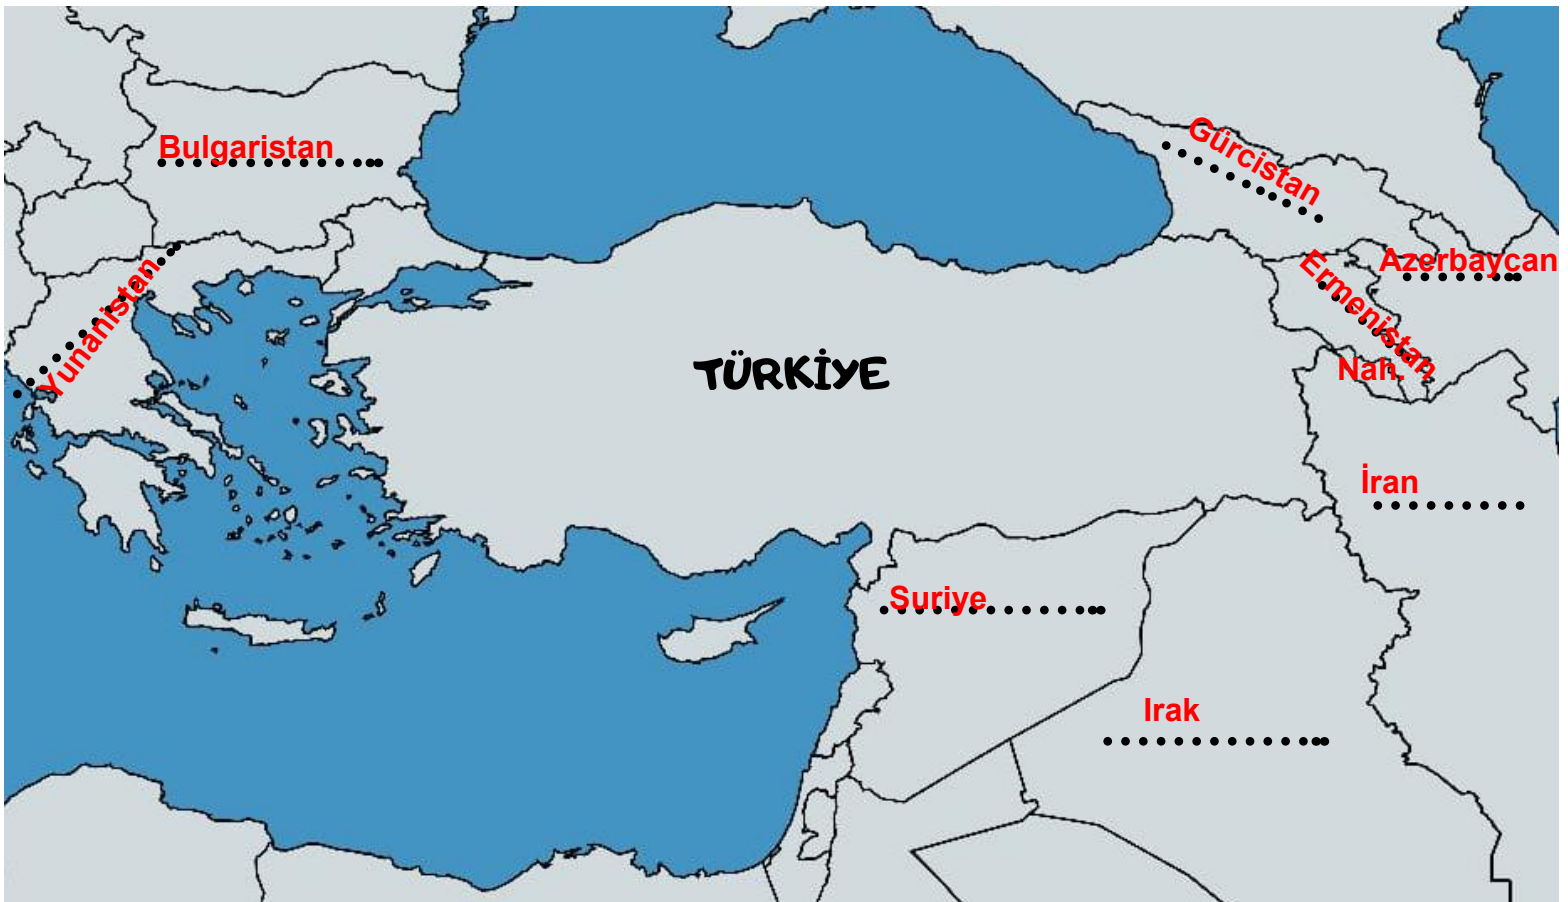 Bulgaristan
Gürcistan
Yunanistan
Ermenistan
Azerbaycan
TÜRKİYE
Nah.
İran
Suriye
Irak